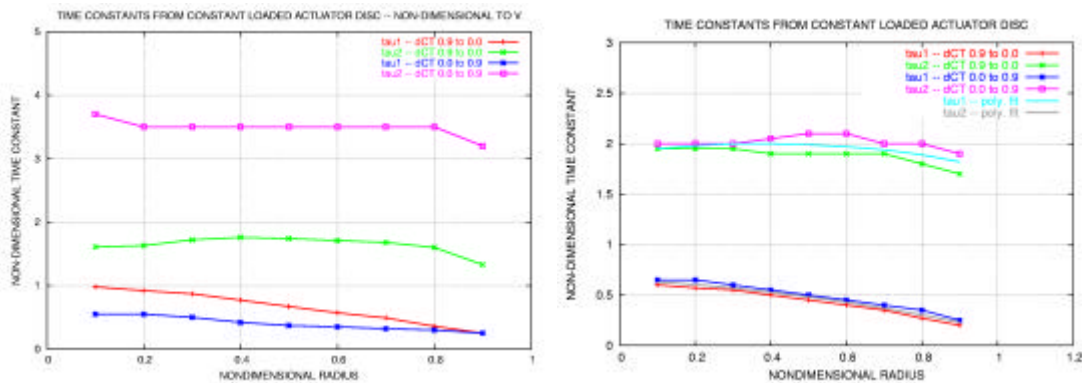 TIME CONSTANTS FROM CONSTANT LOADED ACTUATOR DISC -- NON-DIMENSIONAL TO V
tau1 -- dCT 0.9 to 0.0
tau2 -- dCT 0.9 to 0.0
tau1 -- dCT 0.0 to 0.9
tau2 -- dCT 0.0 to 0.9
NON-DIMENSIONAL TIME CONSTANT
5
4
3
2
1
0
0 0.2 0.4 0.6 0.8 1
NONDIMENSIONAL RADIUS
TIME CONSTANTS FROM CONSTANT LOADED ACTUATOR DISC
tau1 -- dCT 0.9 to 0.0
tau2 -- dCT 0.9 to 0.0
tau1 -- dCT 0.0 to 0.9
tau2 -- dCT 0.0 to 0.9
tau1 -- poly. fit
tau2 -- poly. fit
NON-DIMENSIONAL TIME CONSTANT
3
2.5
2
1.5
1
0.5
0
0 0.2 0.4 0.6 0.8 1 1.2
NONDIMENSIONAL RADIUS